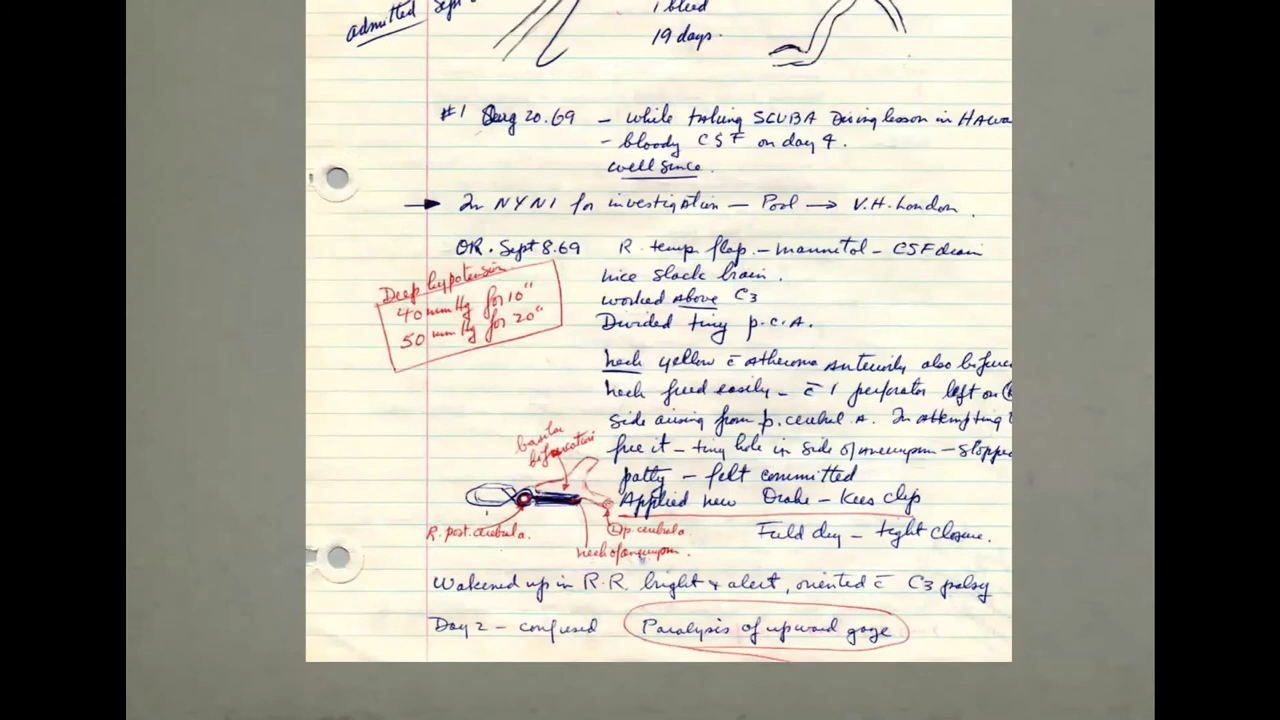 admitted Sept
1 bleed
19 days.
#1 Aug 20.69 – while taking SCUBA Diving lesson in HAWA
– bloody CSF on day 4.
well since.
In NYNI for investigation – Pool → V.H. London.
OR. Sept 8.69 R. temp flap. – mannitol – CSF drain
nice slack brain.
worked above C3
Divided tiny p.c.A.
Deep hypotension
40 mm Hg for 10"
50 mm Hg for 20"
neck yellow c̄ Atheroma Anteriorly also bifurc
neck freed easily – c̄ 1 perforator left on
side arising from p. cerebral A. In attempting
free it – tiny hole in side of aneurysm – stopped
patty – felt committed
Applied new Drake – Kees clip
basilar
bifurcation
R. post. cerebral.
(L) p. cerebral.
neck of aneurysm.
Field dry – tight closure.
Wakened up in R.R. bright + alert, oriented c̄ C3 palsy
Day 2 – confused Paralysis of upward gaze